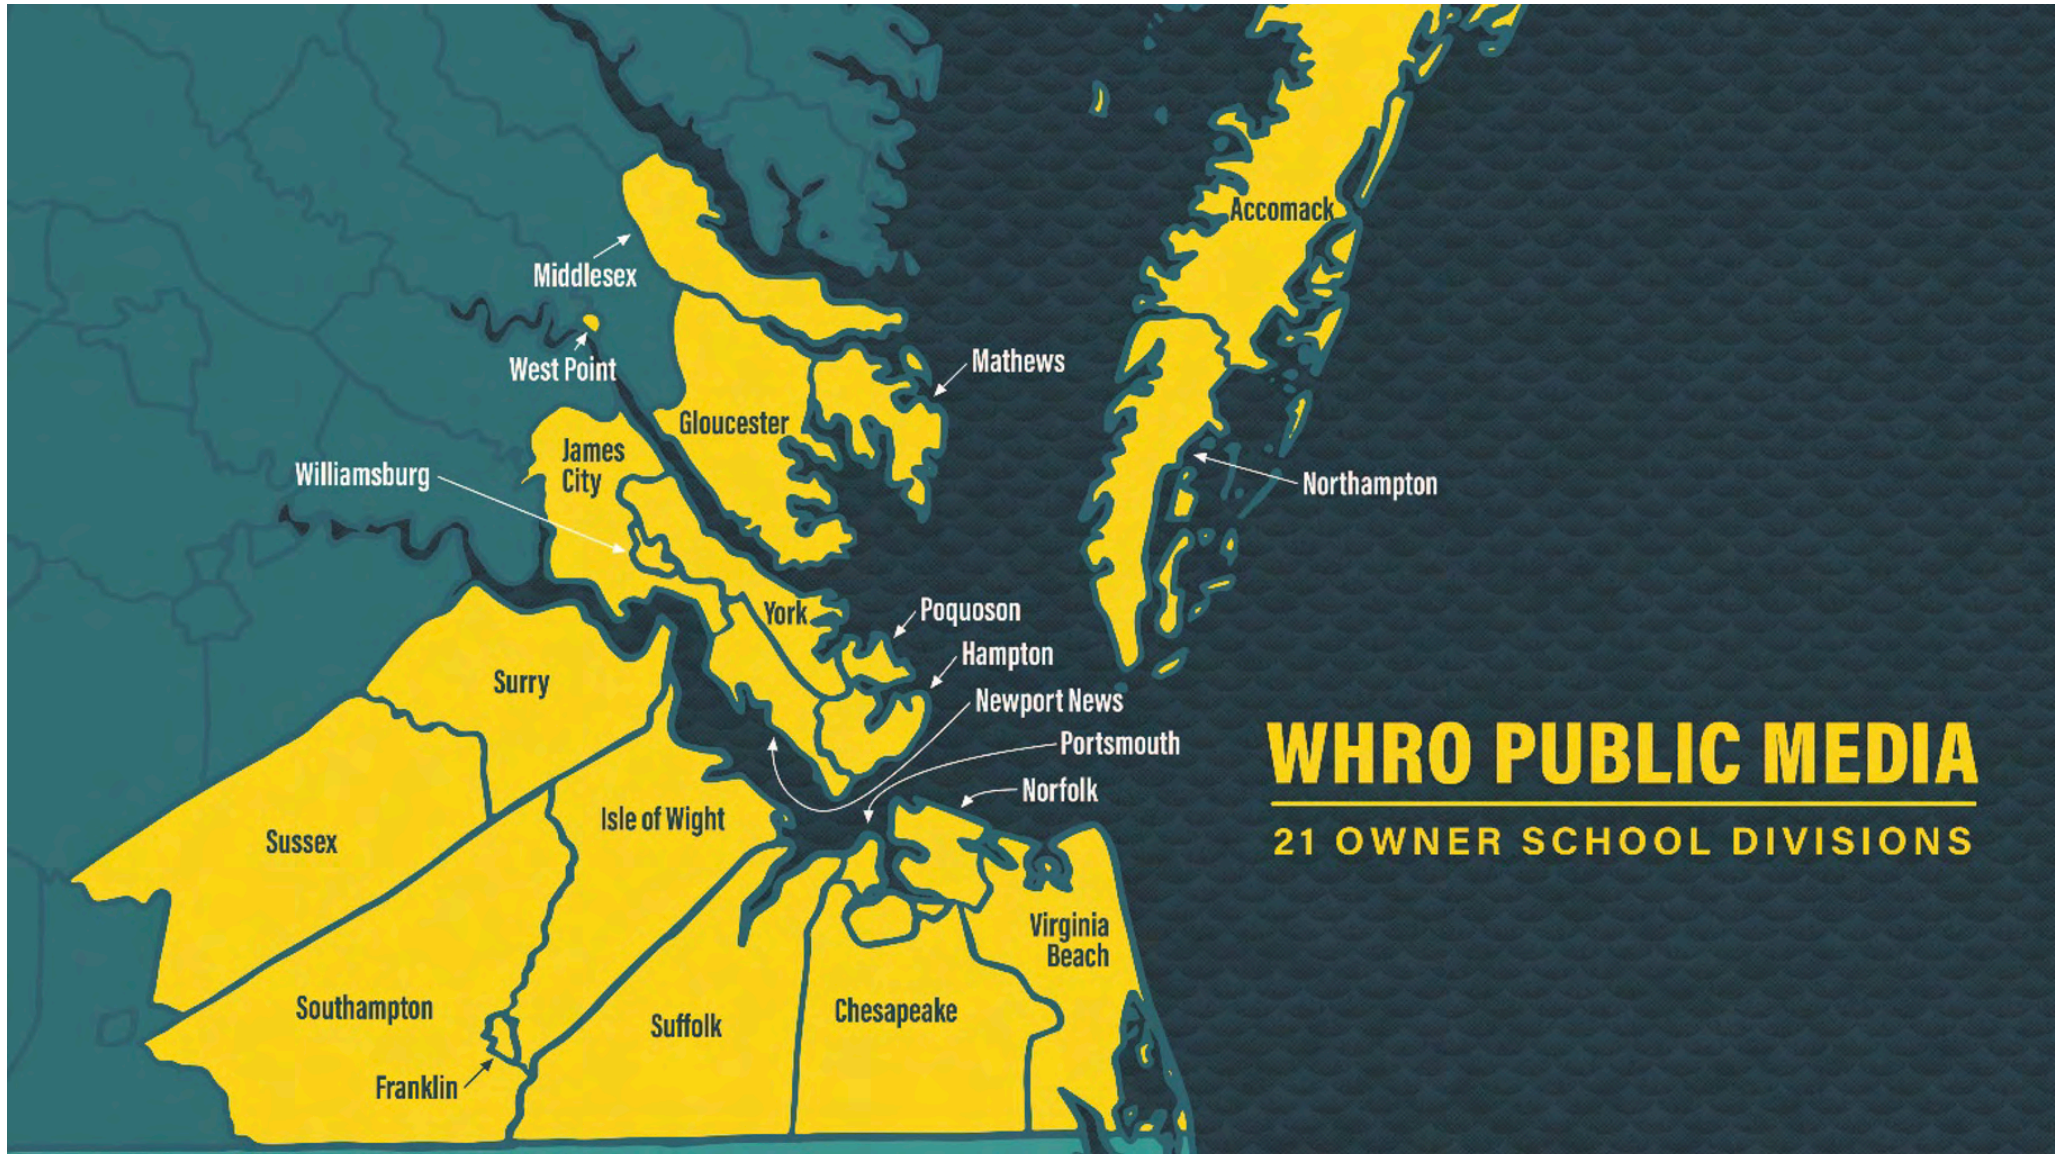 Accomack
Middlesex
West Point
Mathews
Gloucester
James
City
Williamsburg
Northampton
York
Poquoson
Hampton
Newport News
Portsmouth
Norfolk
Surry
Sussex
Isle of Wight
Virginia
Beach
Southampton
Suffolk
Chesapeake
Franklin
WHRO PUBLIC MEDIA
21 OWNER SCHOOL DIVISIONS